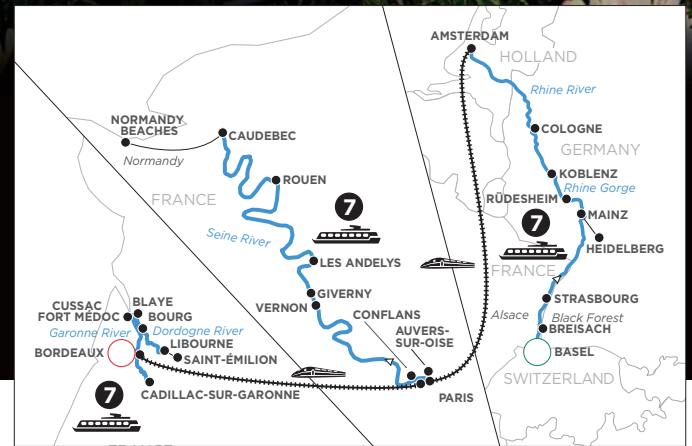 AMSTERDAM
HOLLAND
Rhine River
COLOGNE
GERMANY
KOBLENZ
Rhine Gorge
RÜDESHEIM
7
MAINZ
HEIDELBERG
FRANCE
STRASBOURG
Alsace
Black Forest
BREISACH
BASEL
SWITZERLAND
NORMANDY
BEACHES
CAUDEBEC
Normandy
FRANCE
ROUEN
7
Seine River
LES ANDELYS
GIVERNY
VERNON
CONFLANS
AUVERS-
SUR-OISE
PARIS
BLAYE
CUSSAC
FORT MÉDOC
BOURG
Garonne River
Dordogne River
LIBOURNE
BORDEAUX
SAINT-ÉMILION
CADILLAC-SUR-GARONNE
7
FRANCE